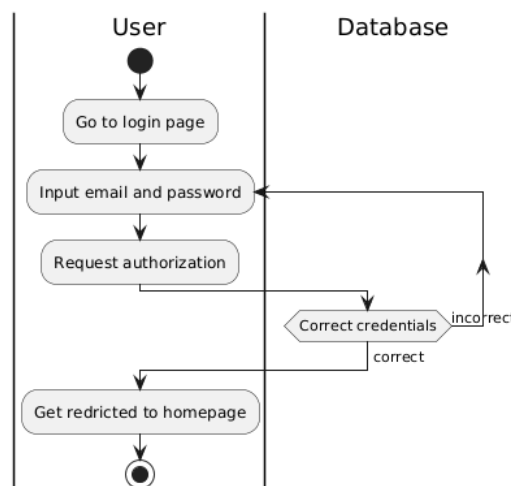 User
Database
Go to login page
Input email and password
Request authorization
Correct credentials
incorrect
correct
Get redricted to homepage